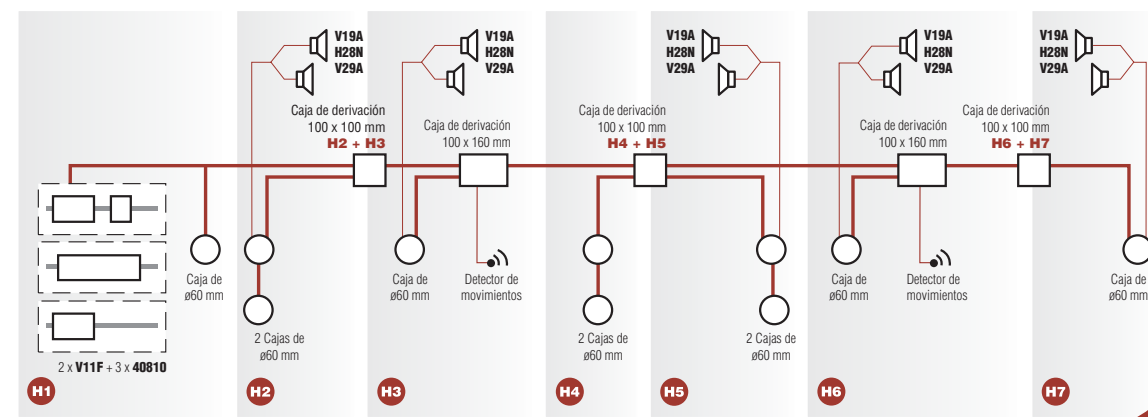 V19A
H28N
V29A
V19A
H28N
V29A
V19A
H28N
V29A
V19A
H28N
V29A
V19A
H28N
V29A
Caja de derivación
100 x 100 mm
H2 + H3
Caja de derivación
100 x 160 mm
Caja de derivación
100 x 100 mm
H4 + H5
Caja de derivación
100 x 160 mm
Caja de derivación
100 x 100 mm
H6 + H7
Caja de
ø60 mm
Caja de
ø60 mm
Detector de
movimientos
Caja de
ø60 mm
Detector de
movimientos
Caja de
ø60 mm
2 Cajas de
ø60 mm
2 Cajas de
ø60 mm
2 Cajas de
ø60 mm
2 x V11F + 3 x 40810
H1
H2
H3
H4
H5
H6
H7